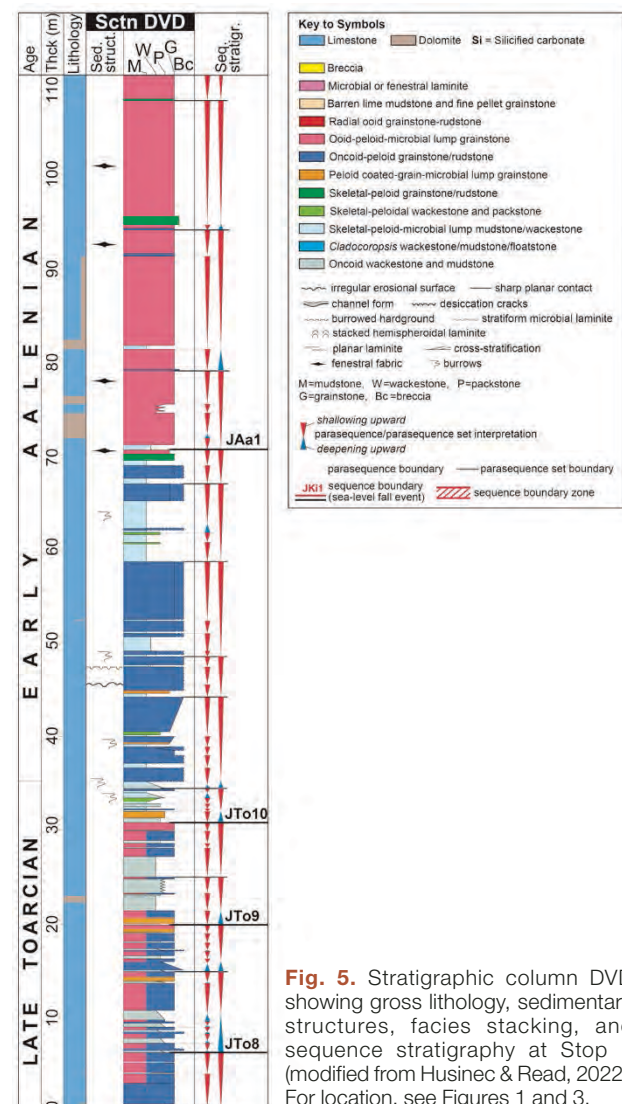 Sctn DVD
Age
Thck (m)
Lithology
Sed. struct.
M
W
P
G
Bc
Seq. stratigr.
110
100
90
80
70
60
50
40
30
20
10
EARLY AALENIAN
LATE TOARCIAN
JAa1
JTo10
JTo9
JTo8
Key to Symbols
Limestone Dolomite Si = Silicified carbonate
Breccia
Microbial or fenestral laminite
Barren lime mudstone and fine pellet grainstone
Radial ooid grainstone-rudstone
Ooid-peloid-microbial lump grainstone
Oncoid-peloid grainstone/rudstone
Peloid coated-grain-microbial lump grainstone
Skeletal-peloid grainstone/rudstone
Skeletal-peloidal wackestone and packstone
Skeletal-peloid-microbial lump mudstone/wackestone
Cladocoropsis wackestone/mudstone/floatstone
Oncoid wackestone and mudstone
irregular erosional surface sharp planar contact
channel form desiccation cracks
burrowed hardground stratiform microbial laminite
stacked hemispheroidal laminite
planar laminite cross-stratification
fenestral fabric burrows
M=mudstone, W=wackestone, P=packstone
G=grainstone, Bc=breccia
shallowing upward
parasequence/parasequence set interpretation
deepening upward
parasequence boundary parasequence set boundary
JKi1 sequence boundary
(sea-level fall event) sequence boundary zone
Fig. 5. Stratigraphic column DVD
showing gross lithology, sedimentar
structures, facies stacking, and
sequence stratigraphy at Stop
(modified from Husinec & Read, 2022
For location, see Figures 1 and 3.